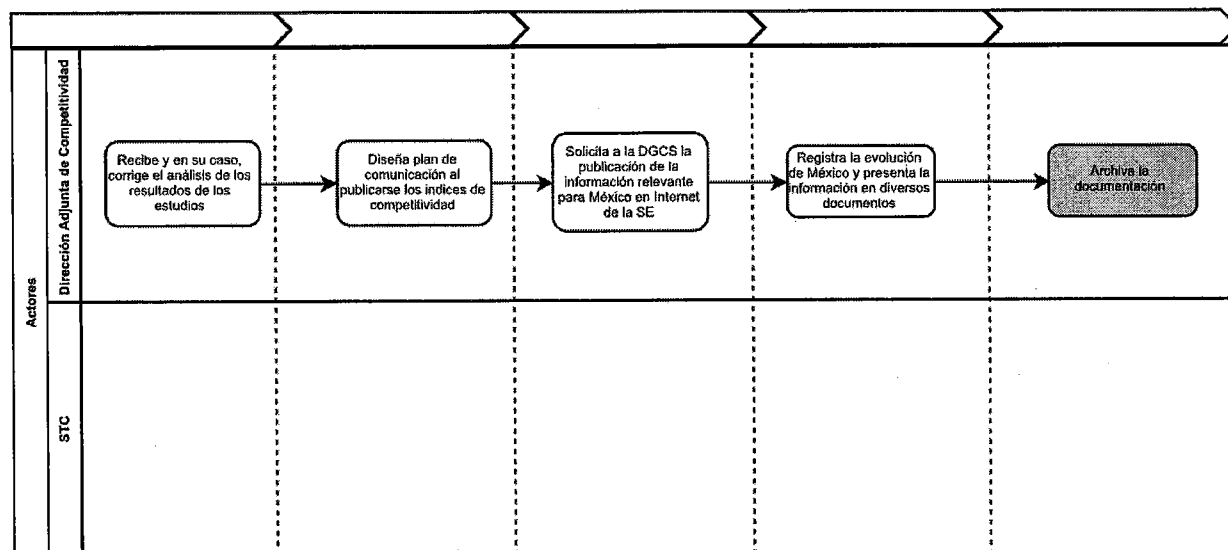 Actores
Dirección Adjunta de Competitividad
Recibe y en su caso,
corrige el análisis de los
resultados de los
estudios
Diseña plan de
comunicación al
publicarse los indices de
competitividad
Solicita a la DGCS la
publicación de la
información relevante
para México en Internet
de la SE
Registra la evolución
de México y presenta la
información en diversos
documentos
Archiva la
documentación
STC